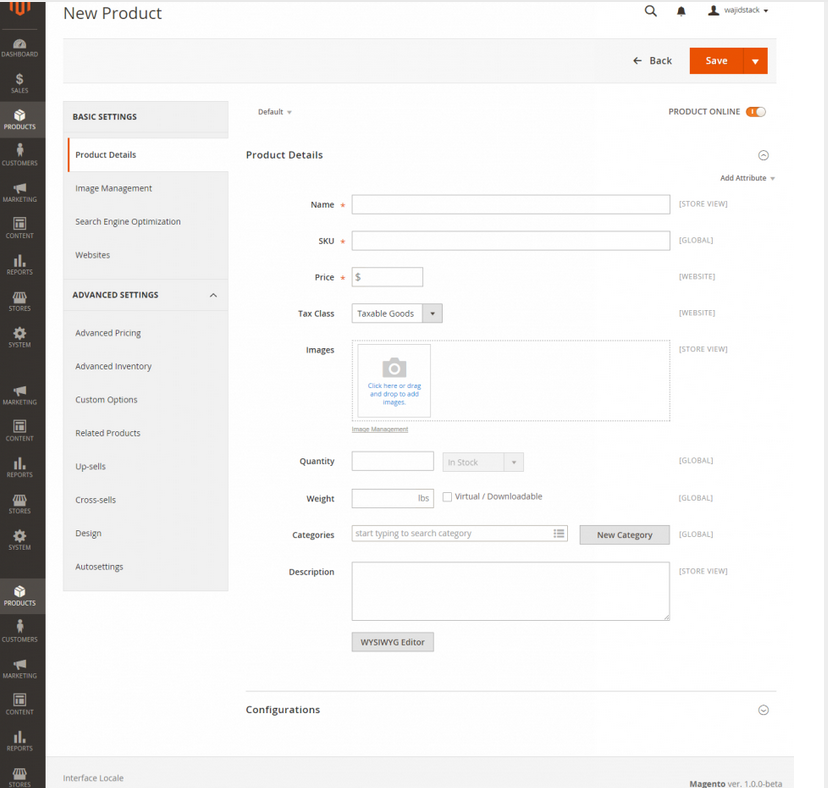 New Product
wajidstack
DASHBOARD
SALES
PRODUCTS
CUSTOMERS
MARKETING
CONTENT
REPORTS
STORES
SYSTEM
MARKETING
CONTENT
REPORTS
STORES
SYSTEM
PRODUCTS
CUSTOMERS
MARKETING
CONTENT
REPORTS
STORES
Back
Save
BASIC SETTINGS
Product Details
Image Management
Search Engine Optimization
Websites
ADVANCED SETTINGS
Advanced Pricing
Advanced Inventory
Custom Options
Related Products
Up-sells
Cross-sells
Design
Autosettings
Default
PRODUCT ONLINE
Product Details
Add Attribute
Name * [STORE VIEW]
SKU * [GLOBAL]
Price * $ [WEBSITE]
Tax Class Taxable Goods [WEBSITE]
Images [STORE VIEW]
Click here or drag
and drop to add
images.
Image Management
Quantity In Stock [GLOBAL]
Weight lbs Virtual / Downloadable [GLOBAL]
Categories start typing to search category New Category [GLOBAL]
Description [STORE VIEW]
WYSIWYG Editor
Configurations
Interface Locale
Magento ver. 1.0.0-beta